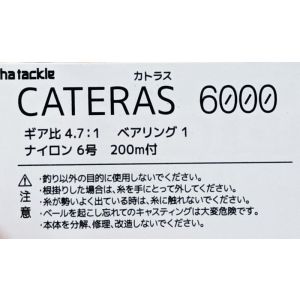 ha tackle
カトラス
CATERAS 6000
ギア比 4.7:1 ベアリング 1
ナイロン 6号 200m付
注意
・釣り以外の目的に使用しないでください。
・根掛りした場合は、糸を手にとって外してください。
・糸が勢いよく出ている時は、糸に触れないでください。
・ベールを起こし忘れてのキャスティングは大変危険です。
・本体を分解、修理、改造しないでください。